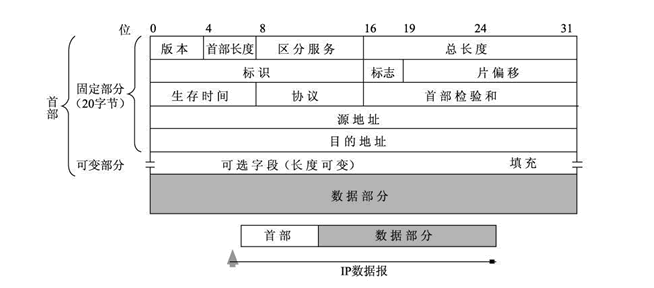 位 0 4 8 16 19 24 31
版本 首部长度 区分服务 总长度
标识 标志 片偏移
生存时间 协议 首部检验和
源地址
目的地址
可选字段（长度可变） 填充
数据部分
首部
固定部分
（20字节）
可变部分
首部 数据部分
IP数据报